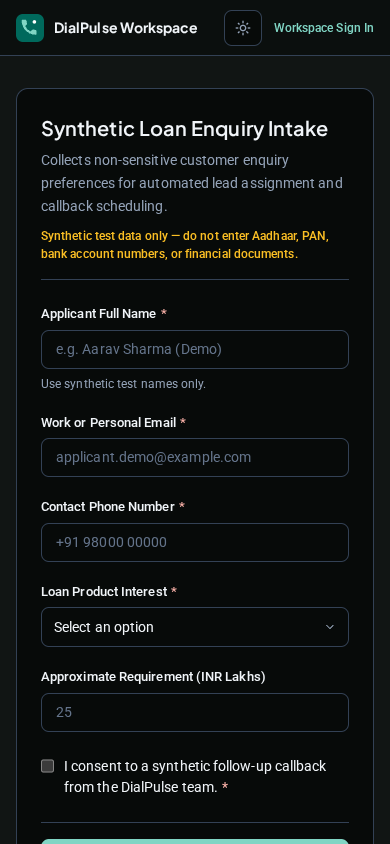 DialPulse Workspace
Workspace Sign In
Synthetic Loan Enquiry Intake
Collects non-sensitive customer enquiry
preferences for automated lead assignment and
callback scheduling.
Synthetic test data only — do not enter Aadhaar, PAN,
bank account numbers, or financial documents.
Applicant Full Name *
e.g. Aarav Sharma (Demo)
Use synthetic test names only.
Work or Personal Email *
applicant.demo@example.com
Contact Phone Number *
+91 98000 00000
Loan Product Interest *
Select an option
Approximate Requirement (INR Lakhs)
25
I consent to a synthetic follow-up callback
from the DialPulse team. *